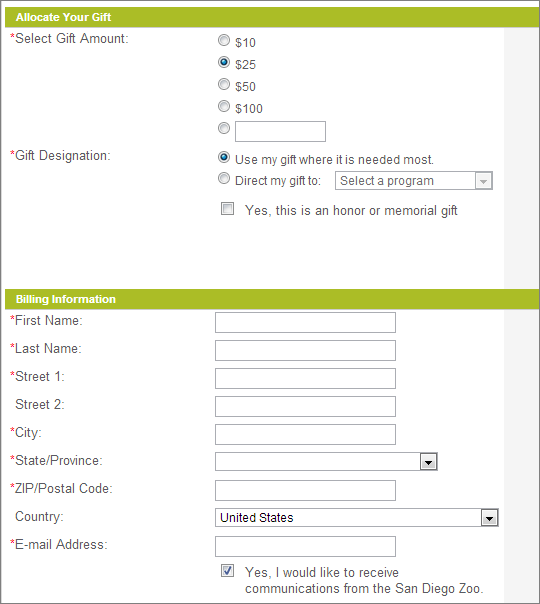 Allocate Your Gift
*Select Gift Amount:
$10
$25
$50
$100
*Gift Designation:
Use my gift where it is needed most.
Direct my gift to: Select a program
Yes, this is an honor or memorial gift
Billing Information
*First Name:
*Last Name:
*Street 1:
Street 2:
*City:
*State/Province:
*ZIP/Postal Code:
Country: United States
*E-mail Address:
Yes, I would like to receive
communications from the San Diego Zoo.